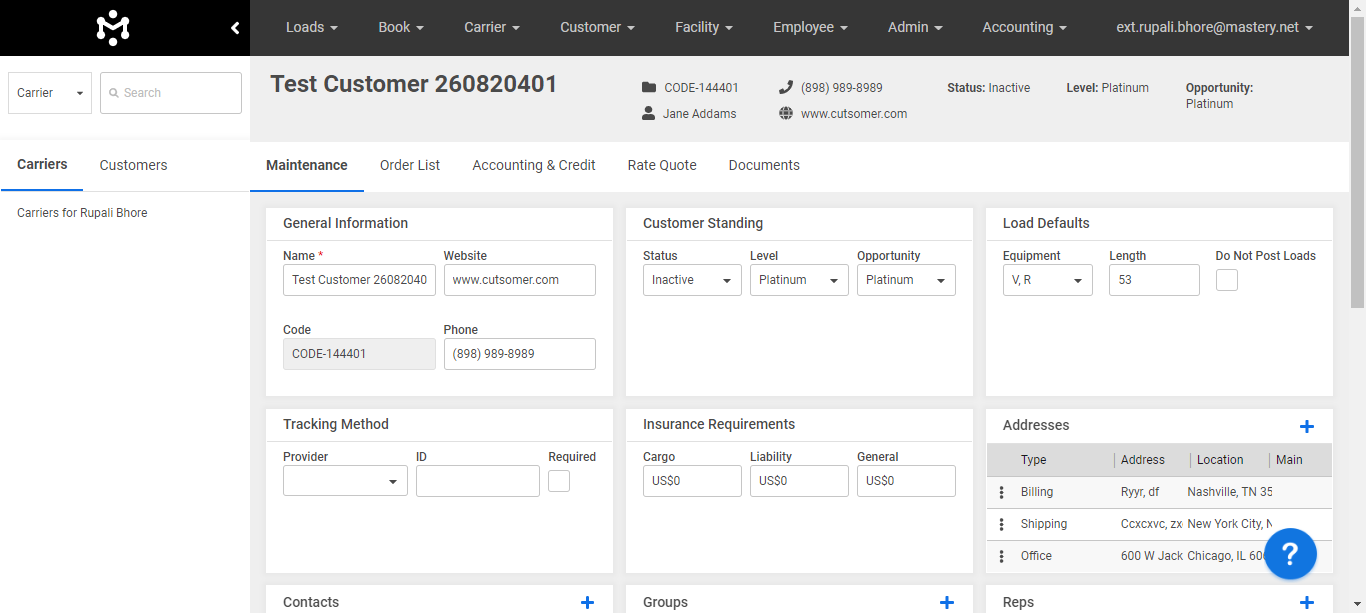 Loads Book Carrier Customer Facility Employee Admin Accounting ext.rupali.bhore@mastery.net
Carrier Search
Carriers Customers
Carriers for Rupali Bhore
Test Customer 260820401
CODE-144401 (898) 989-8989 Status: Inactive Level: Platinum Opportunity:
Platinum
Jane Addams www.cutsomer.com
Maintenance Order List Accounting & Credit Rate Quote Documents
General Information
Name * Website
Test Customer 26082040 www.cutsomer.com
Code Phone
CODE-144401 (898) 989-8989
Customer Standing
Status Level Opportunity
Inactive Platinum Platinum
Load Defaults
Equipment Length Do Not Post Loads
V, R 53
Tracking Method
Provider ID Required
Insurance Requirements
Cargo Liability General
US$0 US$0 US$0
Addresses
Type Address Location Main
Billing Ryyr, df Nashville, TN 35
Shipping Ccxcxvc, zx New York City, N
Office 600 W Jack Chicago, IL 60
?
Contacts
Groups
Reps